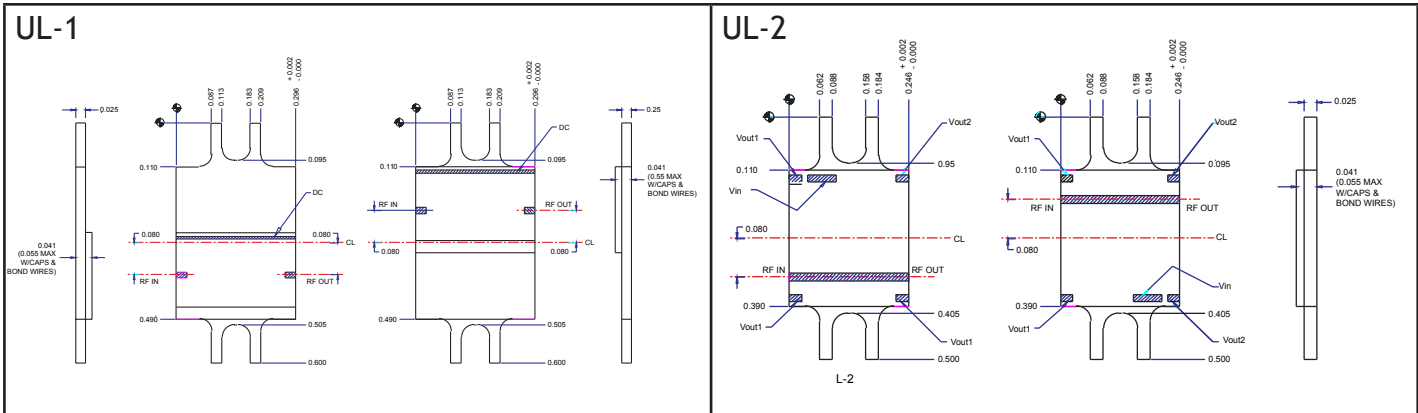 UL-1
0.025
0.087
0.113
0.183
0.209
+0.002
-0.000
0.296
0.110
0.095
DC
0.080
0.080
CL
0.041
(0.055 MAX
W/CAPS &
BOND WIRES)
RF IN
RF OUT
0.490
0.505
0.600
0.087
0.113
0.183
0.209
+0.002
-0.000
0.296
DC
0.110
0.095
RF IN
RF OUT
0.080
0.080
CL
0.490
0.505
0.600
0.25
0.041
(0.55 MAX
W/CAPS &
BOND WIRES)
UL-2
0.062
0.088
0.158
0.184
+ 0.002
- 0.000
0.246
Vout1
Vout2
0.110
0.95
Vin
0.080
CL
RF IN
RF OUT
0.390
0.405
Vout1
Vout1
0.500
L-2
0.062
0.088
0.158
0.184
+ 0.002
- 0.000
0.246
Vout1
Vout2
0.110
0.095
RF IN
RF OUT
0.080
CL
Vin
0.390
0.405
Vout1
Vout2
0.500
0.025
0.041
(0.055 MAX
W/CAPS &
BOND WIRES)